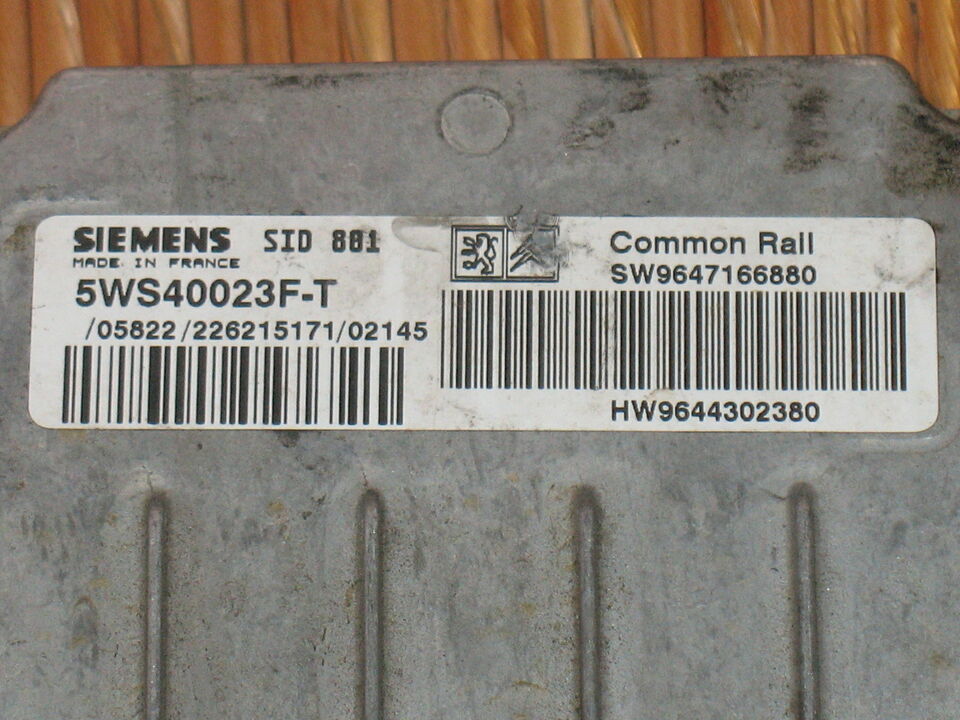 SIEMENS SID 801
MADE IN FRANCE
5WS40023F-T
/05822/226215171/02145
Common Rail
SW9647166880
HW9644302380